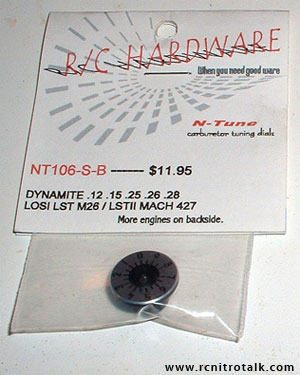 R/C HARDWARE
When you need good ware
N-Tune
carburetor tuning dials
NT106-S-B ------ $11.95
DYNAMITE .12 .15 .25 .26 .28
LOSI LST M26 / LSTII MACH 427
More engines on backside.
www.rcnitrotalk.com